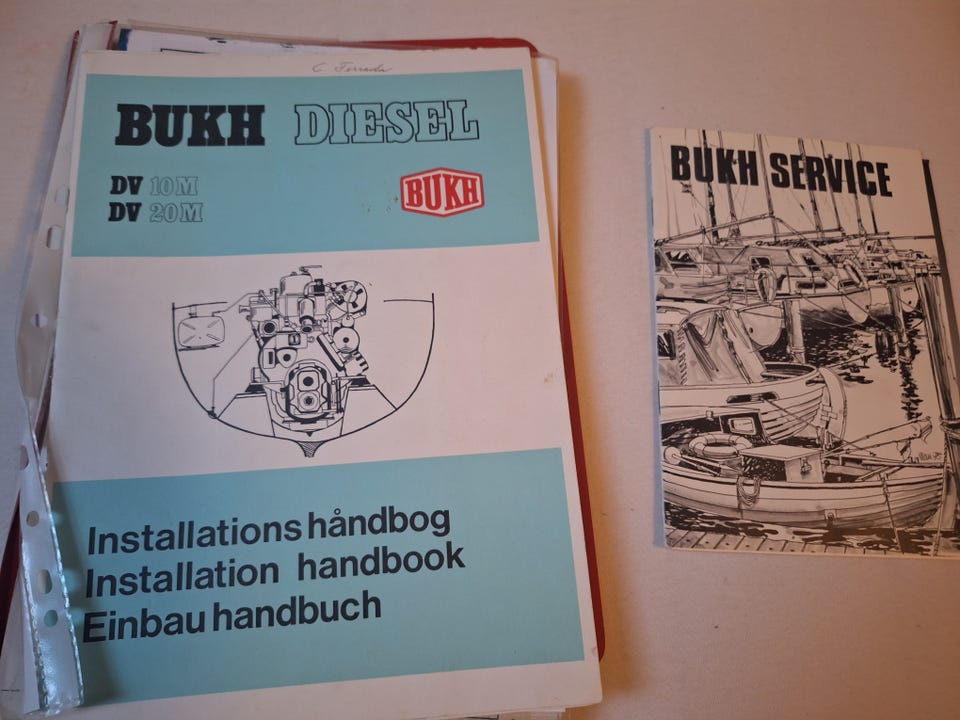 BUKH DIESEL
DV 10M
DV 20M
BUKH
Installations håndbog
Installation handbook
Einbau handbuch
BUKH SERVICE